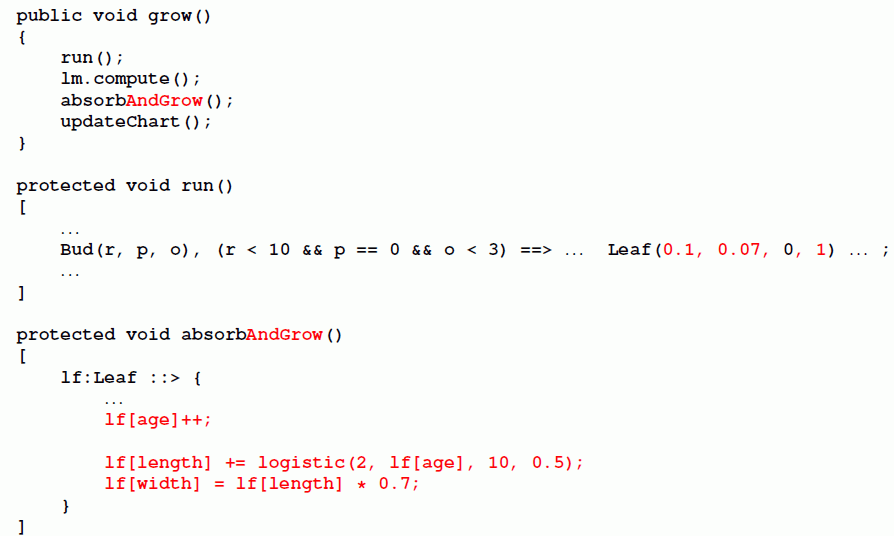 public void grow()
{
    run();
    lm.compute();
    absorbAndGrow();
    updateChart();
}

protected void run()
[
    ...
    Bud(r, p, o), (r < 10 && p == 0 && o < 3) ==> ...  Leaf(0.1, 0.07, 0, 1) ... ;
    ...
]

protected void absorbAndGrow()
[
    lf:Leaf ::> {
        ...
        lf[age]++;

        lf[length] += logistic(2, lf[age], 10, 0.5);
        lf[width] = lf[length] * 0.7;
    }
]